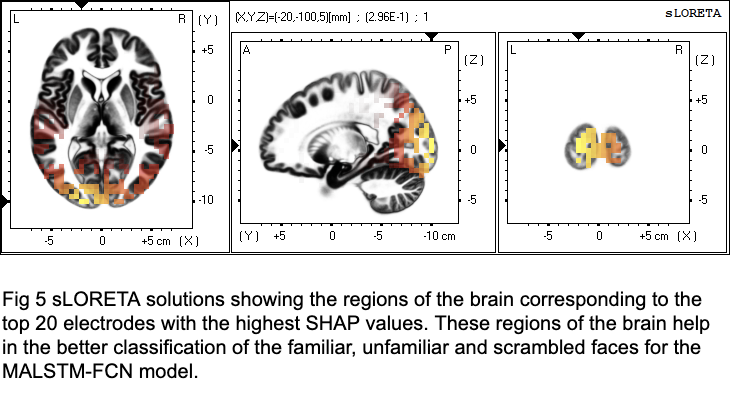 L R (Y) (X,Y,Z)=(-20,-100,5)[mm] ; (2.96E-1) ; 1 sLORETA
A P (Z) L R (Z)
+5 +5 +5
0 0 0
-5 -5 -5
-10
-5 0 +5 cm (X) (Y) +5 0 -5 -10 cm -5 0 +5 cm (X)
Fig 5 sLORETA solutions showing the regions of the brain corresponding to the
top 20 electrodes with the highest SHAP values. These regions of the brain help
in the better classification of the familiar, unfamiliar and scrambled faces for the
MALSTM-FCN model.